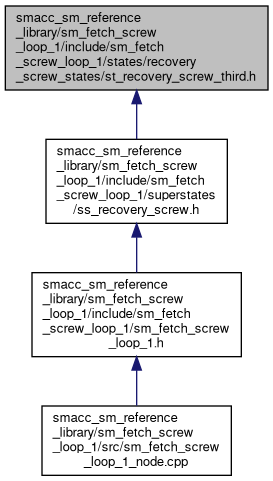 smacc_sm_reference
_library/sm_fetch_screw
_loop_1/include/sm_fetch
_screw_loop_1/states/recovery
_screw_states/st_recovery_screw_third.h
smacc_sm_reference
_library/sm_fetch_screw
_loop_1/include/sm_fetch
_screw_loop_1/superstates
/ss_recovery_screw.h
smacc_sm_reference
_library/sm_fetch_screw
_loop_1/include/sm_fetch
_screw_loop_1/sm_fetch_screw
_loop_1.h
smacc_sm_reference
_library/sm_fetch_screw
_loop_1/src/sm_fetch_screw
_loop_1_node.cpp